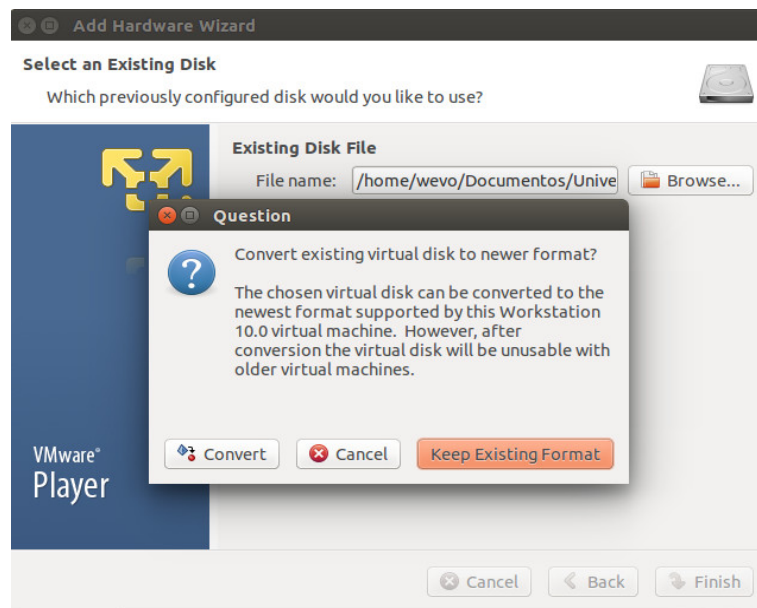 Add Hardware Wizard
Select an Existing Disk
Which previously configured disk would you like to use?
Existing Disk File
File name: /home/wevo/Documentos/Unive Browse...
Question
Convert existing virtual disk to newer format?
The chosen virtual disk can be converted to the
newest format supported by this Workstation
10.0 virtual machine. However, after
conversion the virtual disk will be unusable with
older virtual machines.
Convert Cancel Keep Existing Format
VMware®
Player
Cancel Back Finish